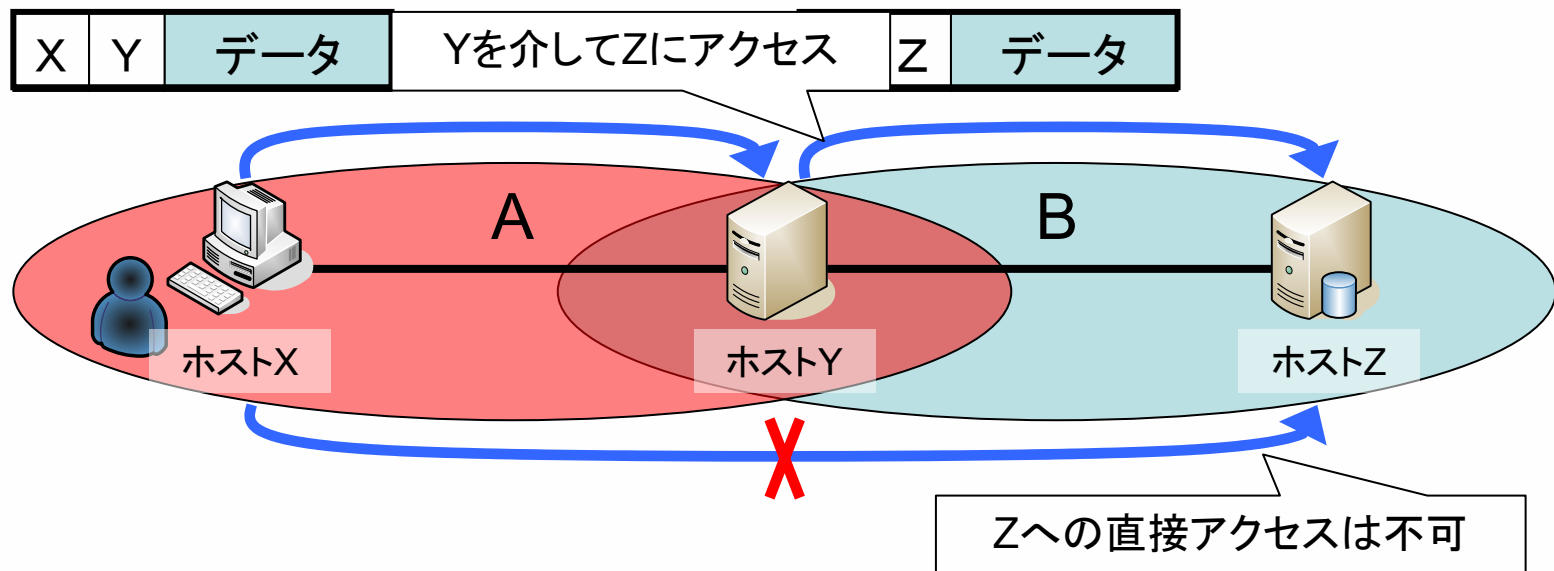 X Y データ
Yを介してZにアクセス
Z データ
A
B
ホストX
ホストY
ホストZ
Zへの直接アクセスは不可